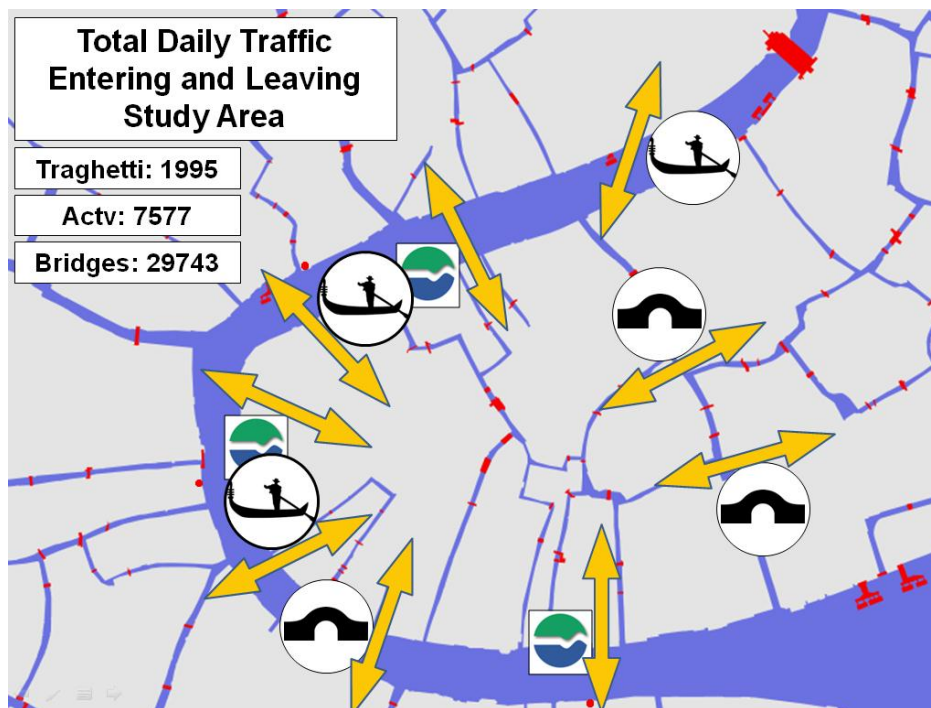 Total Daily Traffic
Entering and Leaving
Study Area
Traghetti: 1995
Actv: 7577
Bridges: 29743